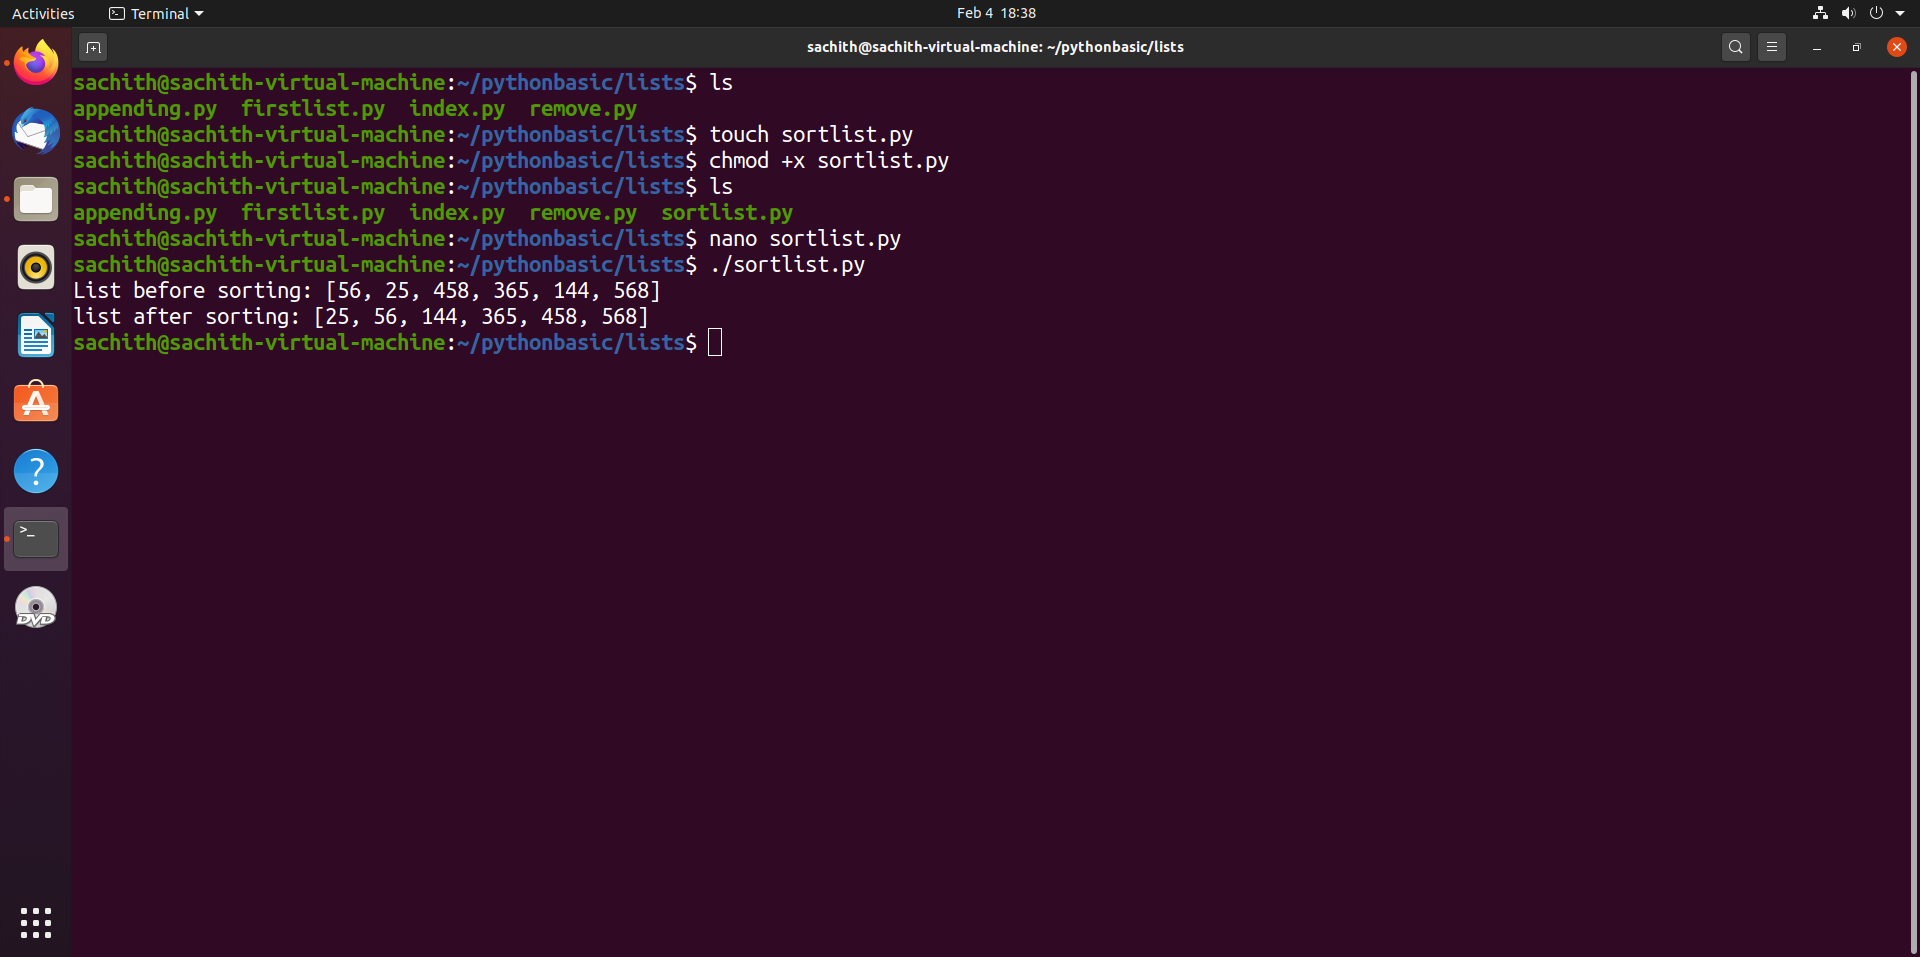 Activities Terminal Feb 4 18:38
sachith@sachith-virtual-machine: ~/pythonbasic/lists
sachith@sachith-virtual-machine:~/pythonbasic/lists$ ls
appending.py firstlist.py index.py remove.py
sachith@sachith-virtual-machine:~/pythonbasic/lists$ touch sortlist.py
sachith@sachith-virtual-machine:~/pythonbasic/lists$ chmod +x sortlist.py
sachith@sachith-virtual-machine:~/pythonbasic/lists$ ls
appending.py firstlist.py index.py remove.py sortlist.py
sachith@sachith-virtual-machine:~/pythonbasic/lists$ nano sortlist.py
sachith@sachith-virtual-machine:~/pythonbasic/lists$ ./sortlist.py
List before sorting: [56, 25, 458, 365, 144, 568]
list after sorting: [25, 56, 144, 365, 458, 568]
sachith@sachith-virtual-machine:~/pythonbasic/lists$
?
>_
DVD